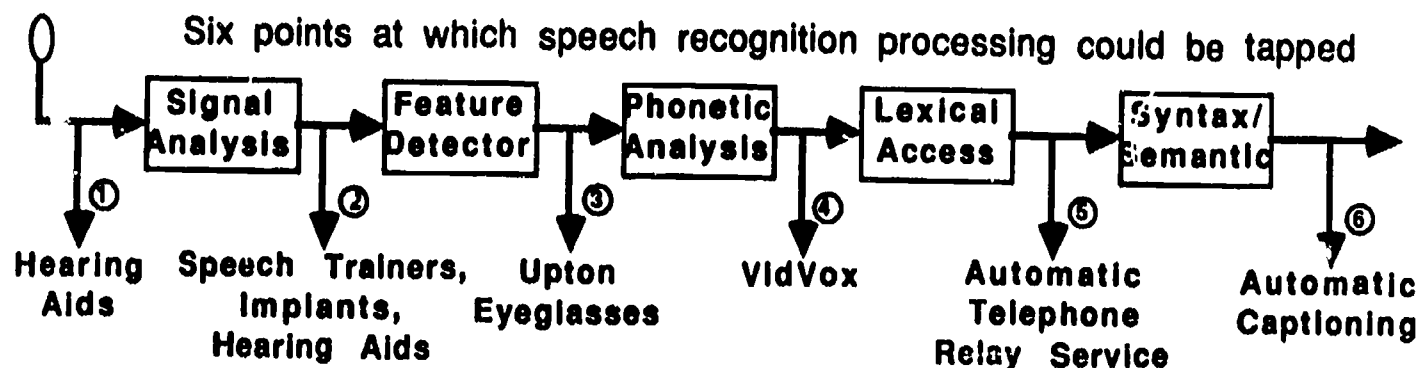 Six points at which speech recognition processing could be tapped
Signal
Analysis
Feature
Detector
Phonetic
Analysis
Lexical
Access
Syntax/
Semantic
①
②
③
④
⑤
⑥
Hearing
Aids
Speech Trainers,
Implants,
Hearing Aids
Upton
Eyeglasses
VidVox
Automatic
Telephone
Relay Service
Automatic
Captioning